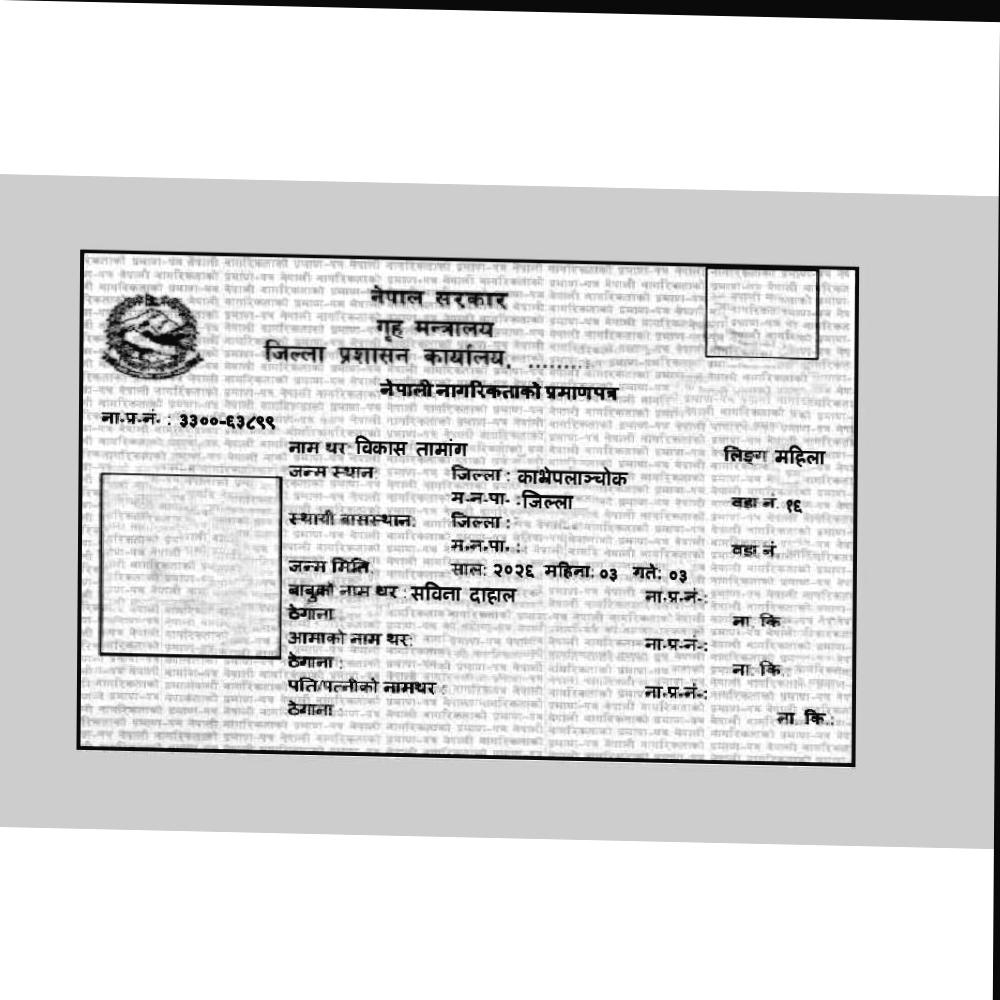 नेपाल सरकार
गृह मन्त्रालय
जिल्ला प्रशासन कार्यालय, ........
नेपाली नागरिकताको प्रमाणपत्र
ना.प्र.नं. : ३३००-६३८९९
नाम थर विकास तामांग लिङ्ग महिला
जन्म स्थान: जिल्ला : काभ्रेपलाञ्चोक
म.न.पा. :जिल्ला वडा नं. १६
स्थायी बासस्थान: जिल्ला :
म.न.पा. : वडा नं.
जन्म मिति साल: २०२६ महिना: ०३ गते: ०३
बाबुको नाम थर : सविना दाहाल ना.प्र.नं.:
ठेगाना ना. कि
आमाको नाम थर: ना.प्र.नं.:
ठेगाना : ना. कि.
पति/पत्नीको नामथर : ना.प्र.नं.:
ठेगाना ना. कि.: